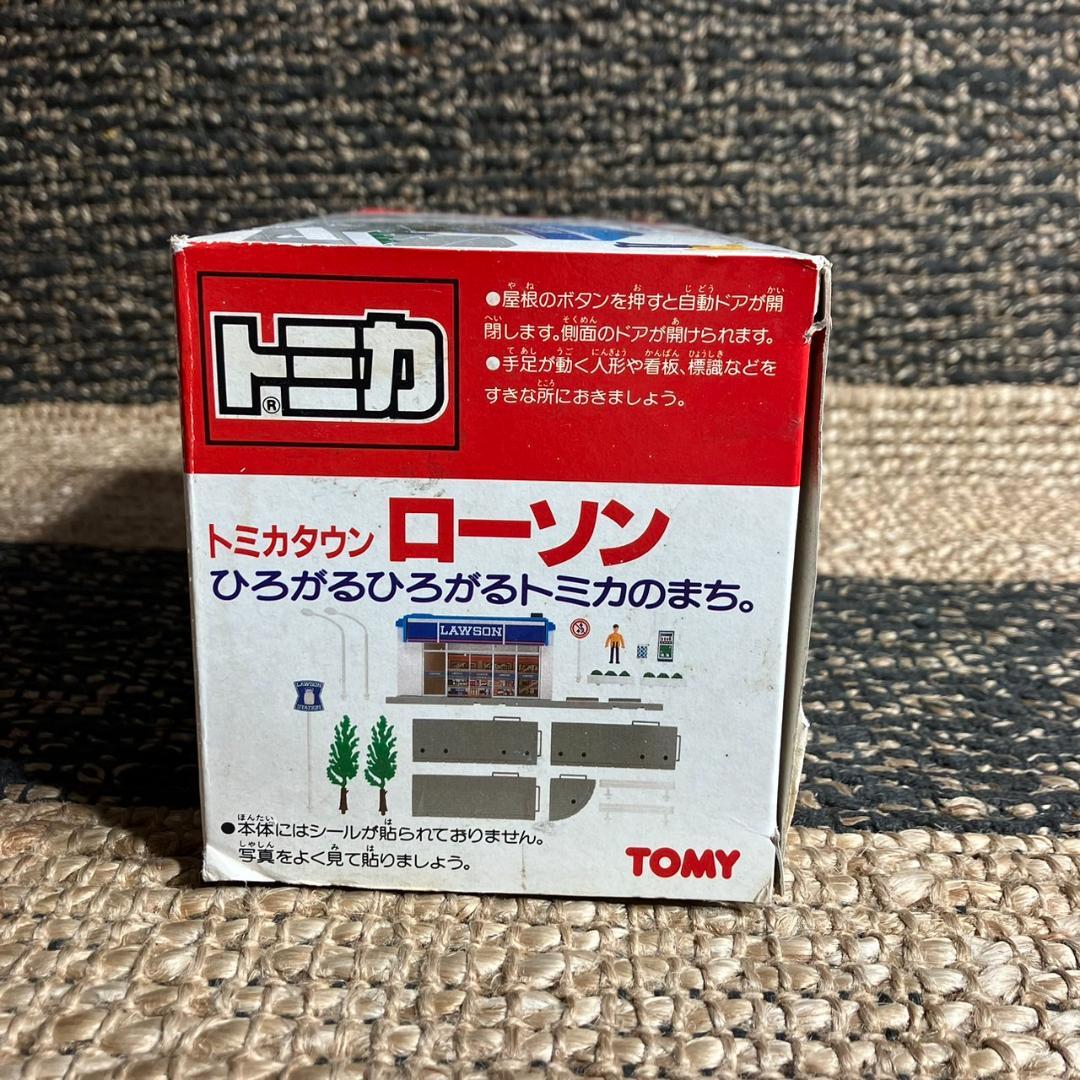 トミカ®
●屋根のボタンを押すと自動ドアが開
閉します。側面のドアが開けられます。
●手足が動く人形や看板、標識などを
すきな所におきましょう。
トミカタウン ローソン
ひろがるひろがるトミカのまち。
LAWSON
LAWSON
STATION
●本体にはシールが貼られておりません。
写真をよく見て貼りましょう。
TOMY